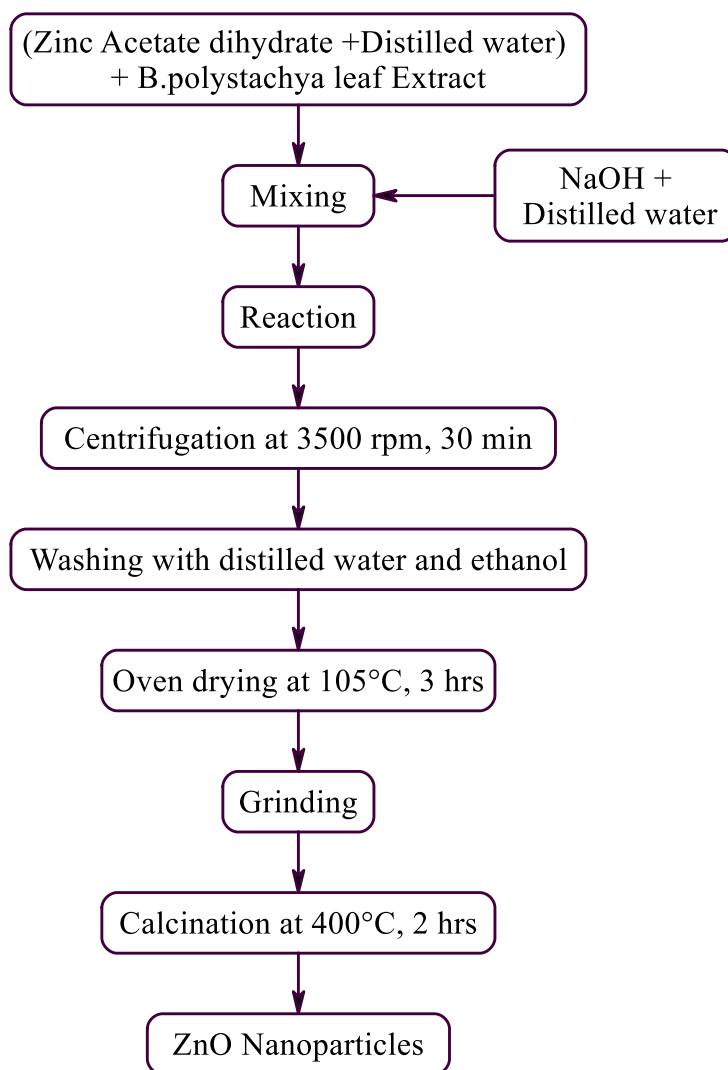 (Zinc Acetate dihydrate +Distilled water)
+ B.polystachya leaf Extract
Mixing
NaOH +
Distilled water
Reaction
Centrifugation at 3500 rpm, 30 min
Washing with distilled water and ethanol
Oven drying at 105°C, 3 hrs
Grinding
Calcination at 400°C, 2 hrs
ZnO Nanoparticles